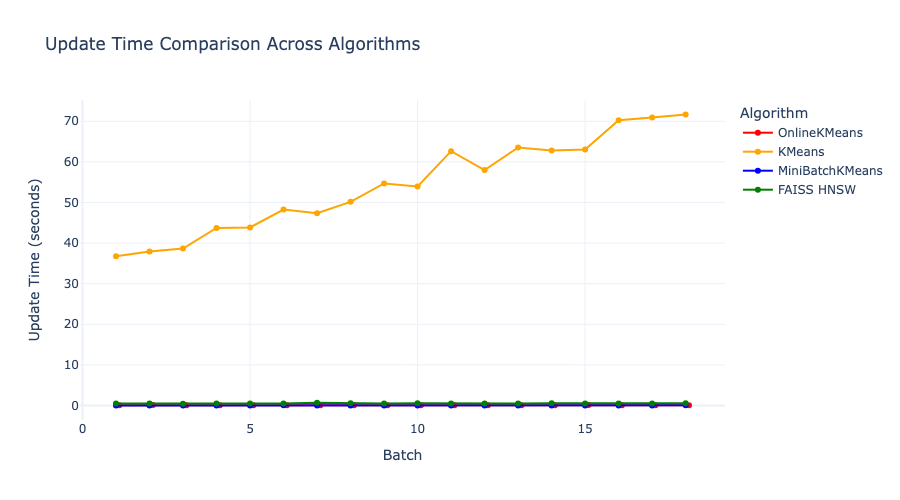 Update Time Comparison Across Algorithms
Algorithm
OnlineKMeans
KMeans
MiniBatchKMeans
FAISS HNSW
Update Time (seconds)
70
60
50
40
30
20
10
0
0
5
10
15
Batch